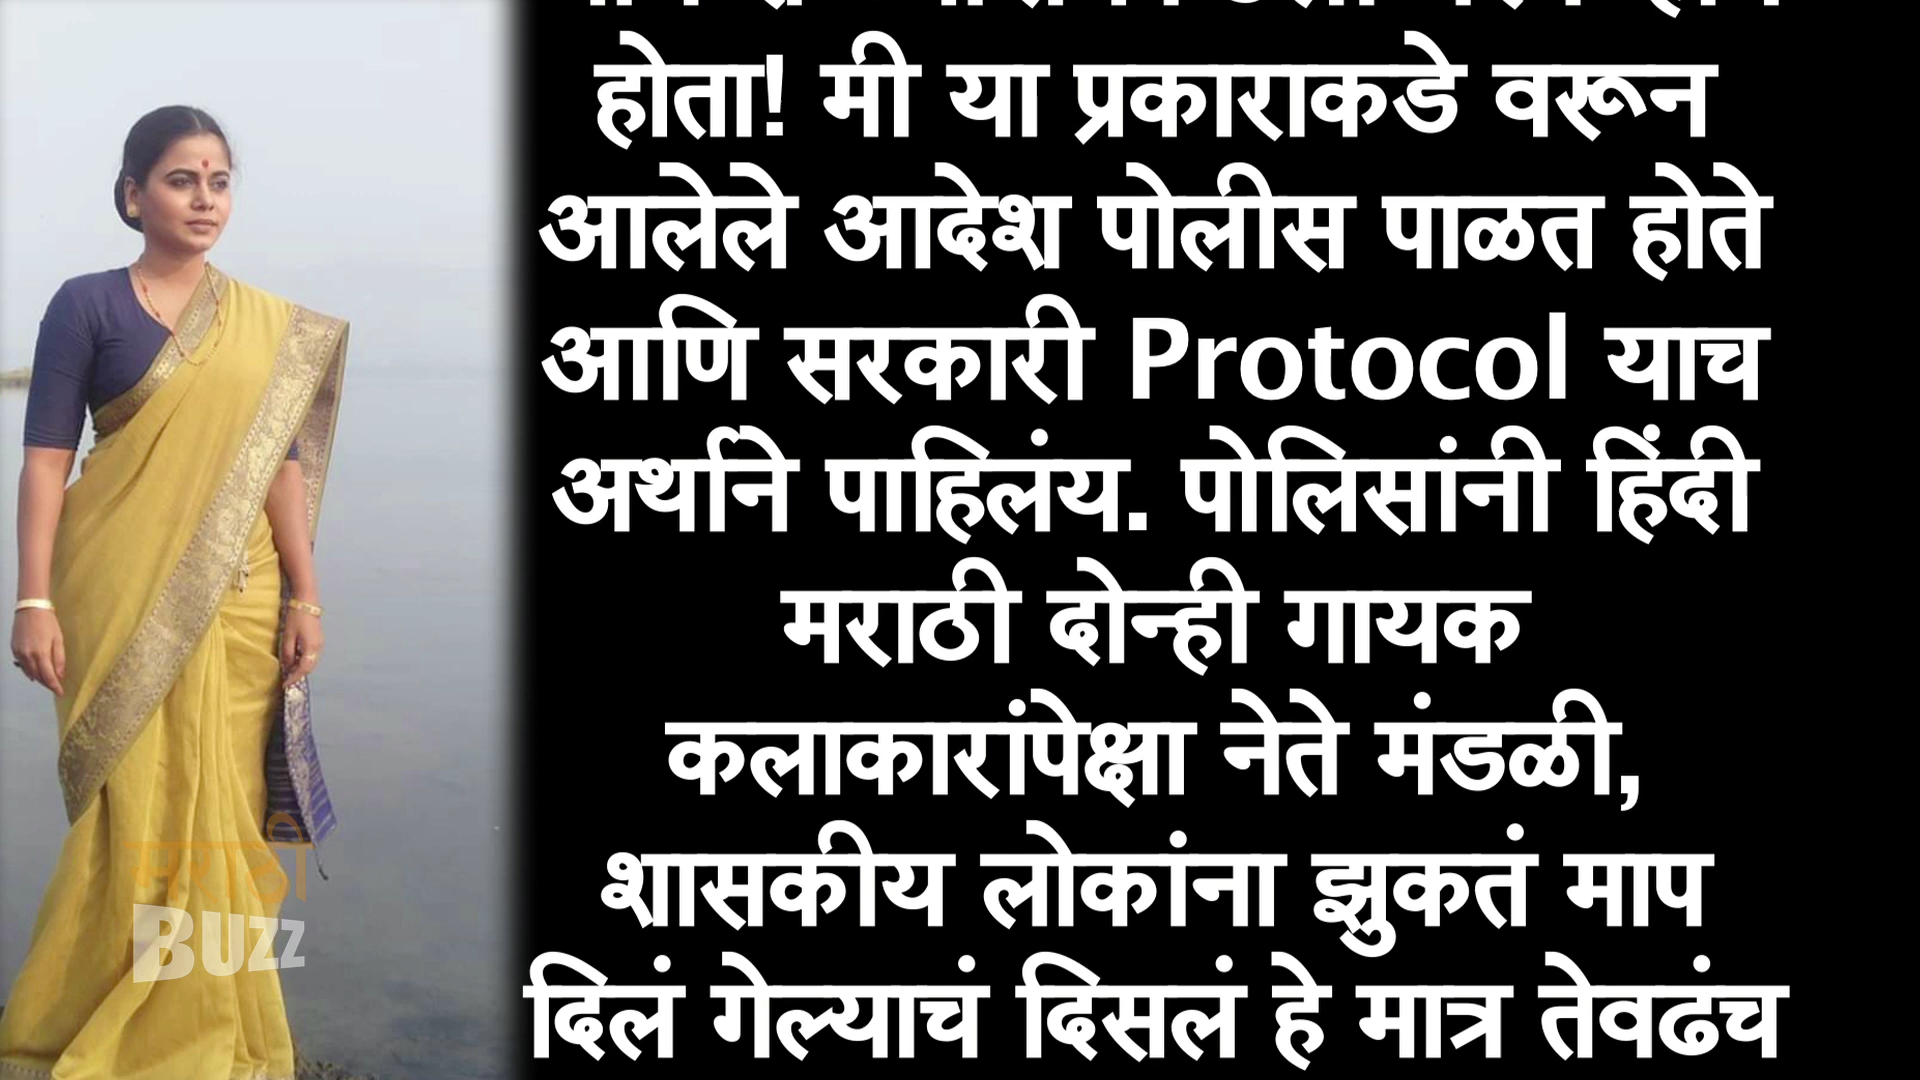 होता! मी या प्रकाराकडे वरून
आलेले आदेश पोलीस पाळत होते
आणि सरकारी Protocol याच
अर्थाने पाहिलंय. पोलिसांनी हिंदी
मराठी दोन्ही गायक
कलाकारांपेक्षा नेते मंडळी,
शासकीय लोकांना झुकतं माप
दिलं गेल्याचं दिसलं हे मात्र तेवढंच
मराठी
BUZZ